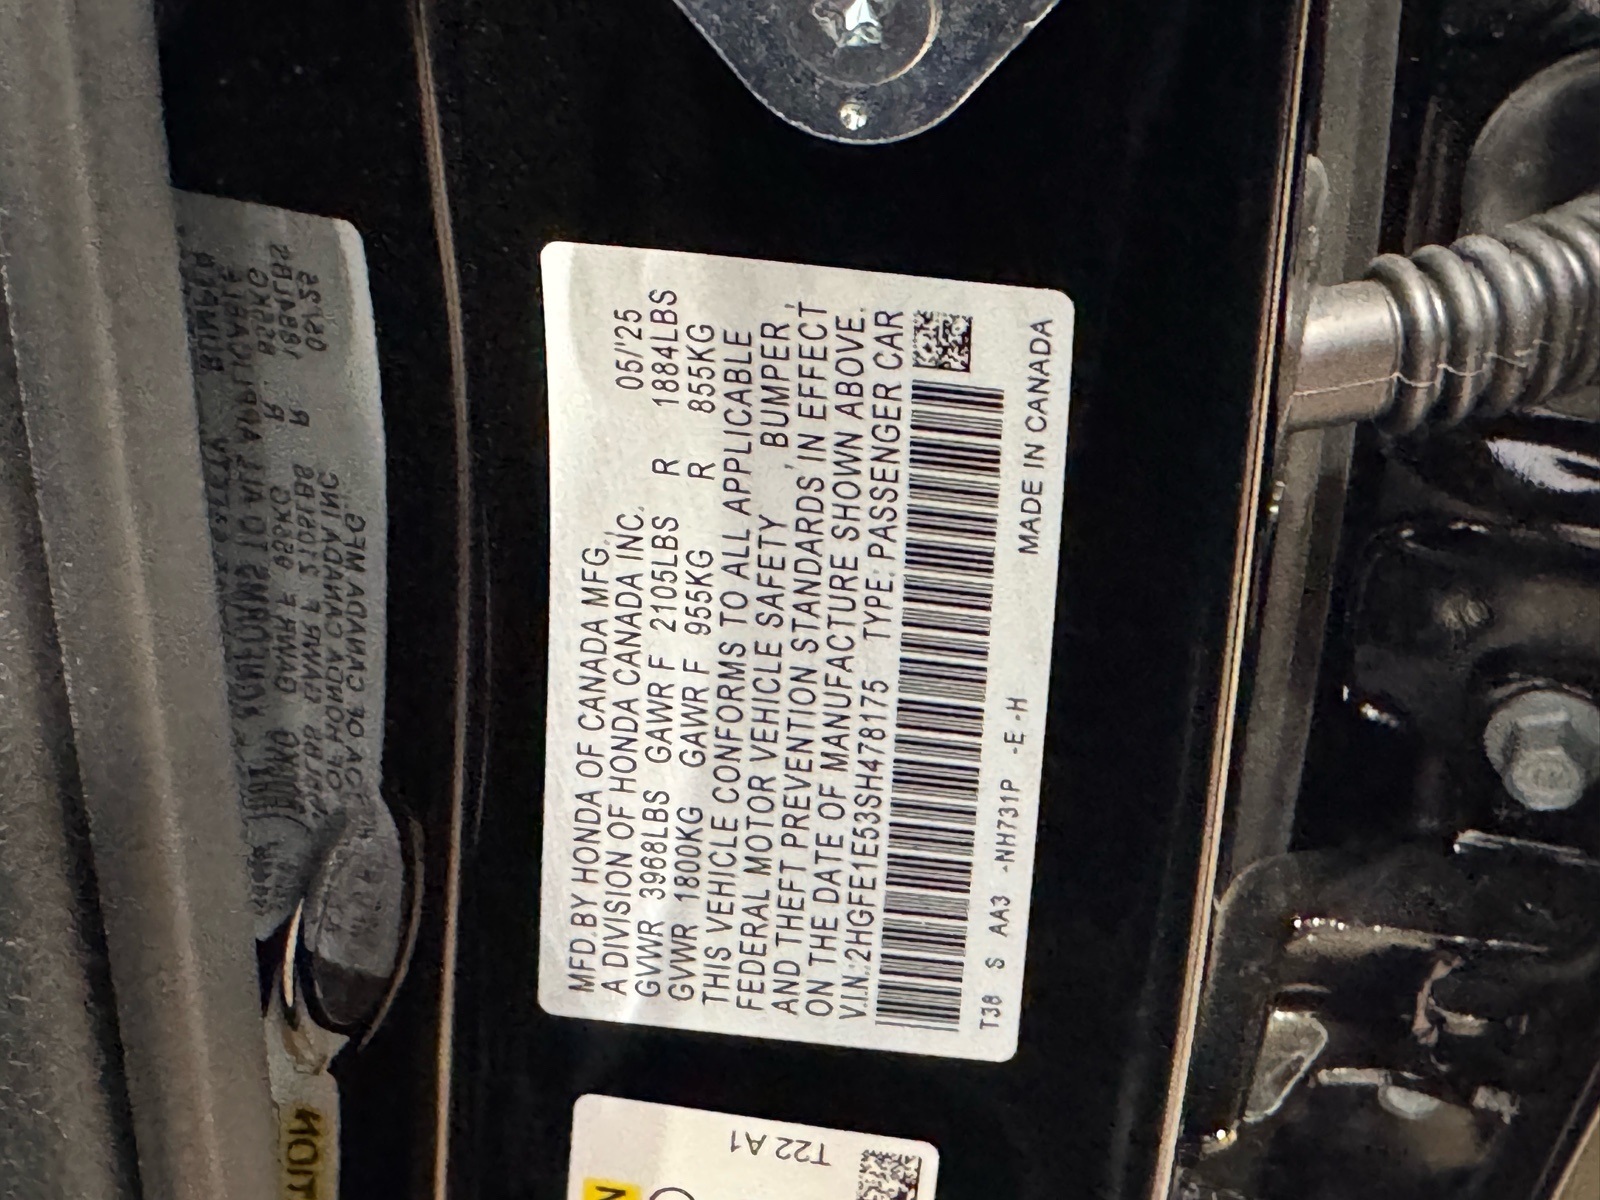 MFD.BY HONDA OF CANADA MFG.,
A DIVISION OF HONDA CANADA INC. 05/'25
GVWR 3968LBS GAWR F 2105LBS R 1884LBS
GVWR 1800KG GAWR F 955KG R 855KG
THIS VEHICLE CONFORMS TO ALL APPLICABLE
FEDERAL MOTOR VEHICLE SAFETY, BUMPER,
AND THEFT PREVENTION STANDARDS IN EFFECT
ON THE DATE OF MANUFACTURE SHOWN ABOVE.
V.I.N.:2HGFE1E53SH478175 TYPE: PASSENGER CAR
MADE IN CANADA
T38 S AA3 -NH731P -E -H
T22 A1